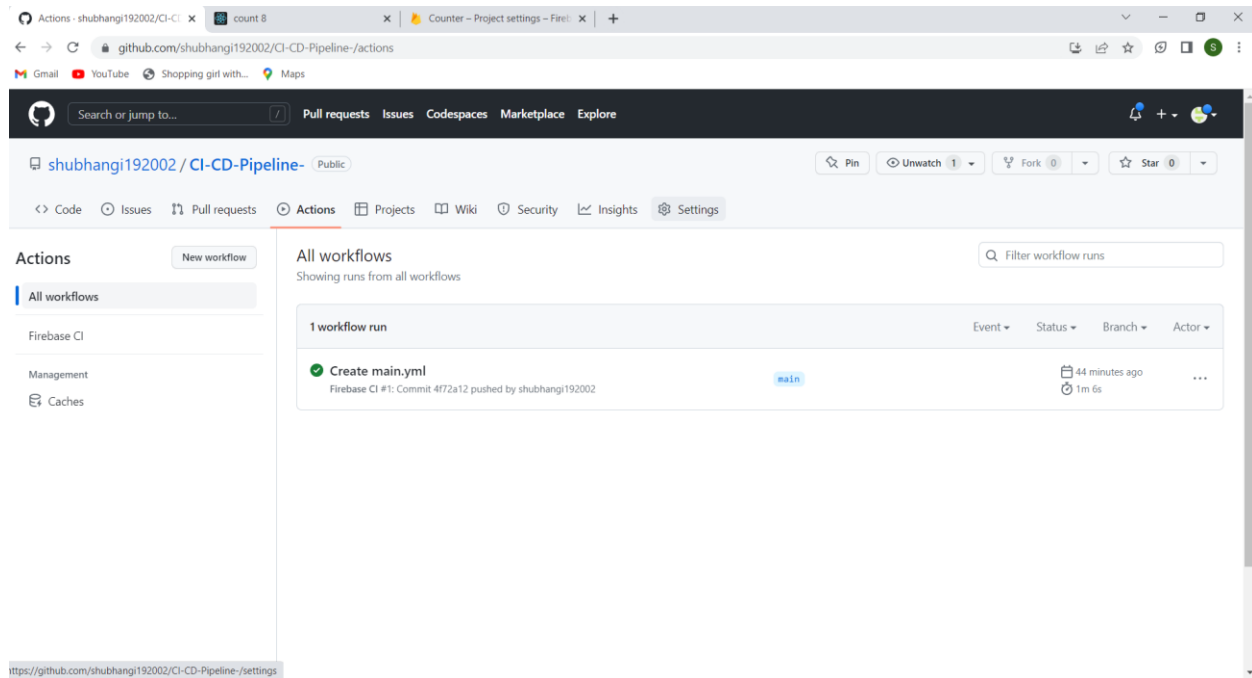 Actions · shubhangi192002/CI-C
count 8
Counter – Project settings – Fireb
github.com/shubhangi192002/CI-CD-Pipeline-/actions
S
Gmail YouTube Shopping girl with... Maps
Search or jump to... /
Pull requests Issues Codespaces Marketplace Explore
shubhangi192002 / CI-CD-Pipeline- Public
Pin Unwatch 1 Fork 0 Star 0
Code Issues Pull requests Actions Projects Wiki Security Insights Settings
Actions
New workflow
All workflows
Firebase CI
Management
Caches
All workflows
Showing runs from all workflows
Filter workflow runs
1 workflow run
Event Status Branch Actor
Create main.yml
Firebase CI #1: Commit 4f72a12 pushed by shubhangi192002
main
44 minutes ago
1m 6s
https://github.com/shubhangi192002/CI-CD-Pipeline-/settings